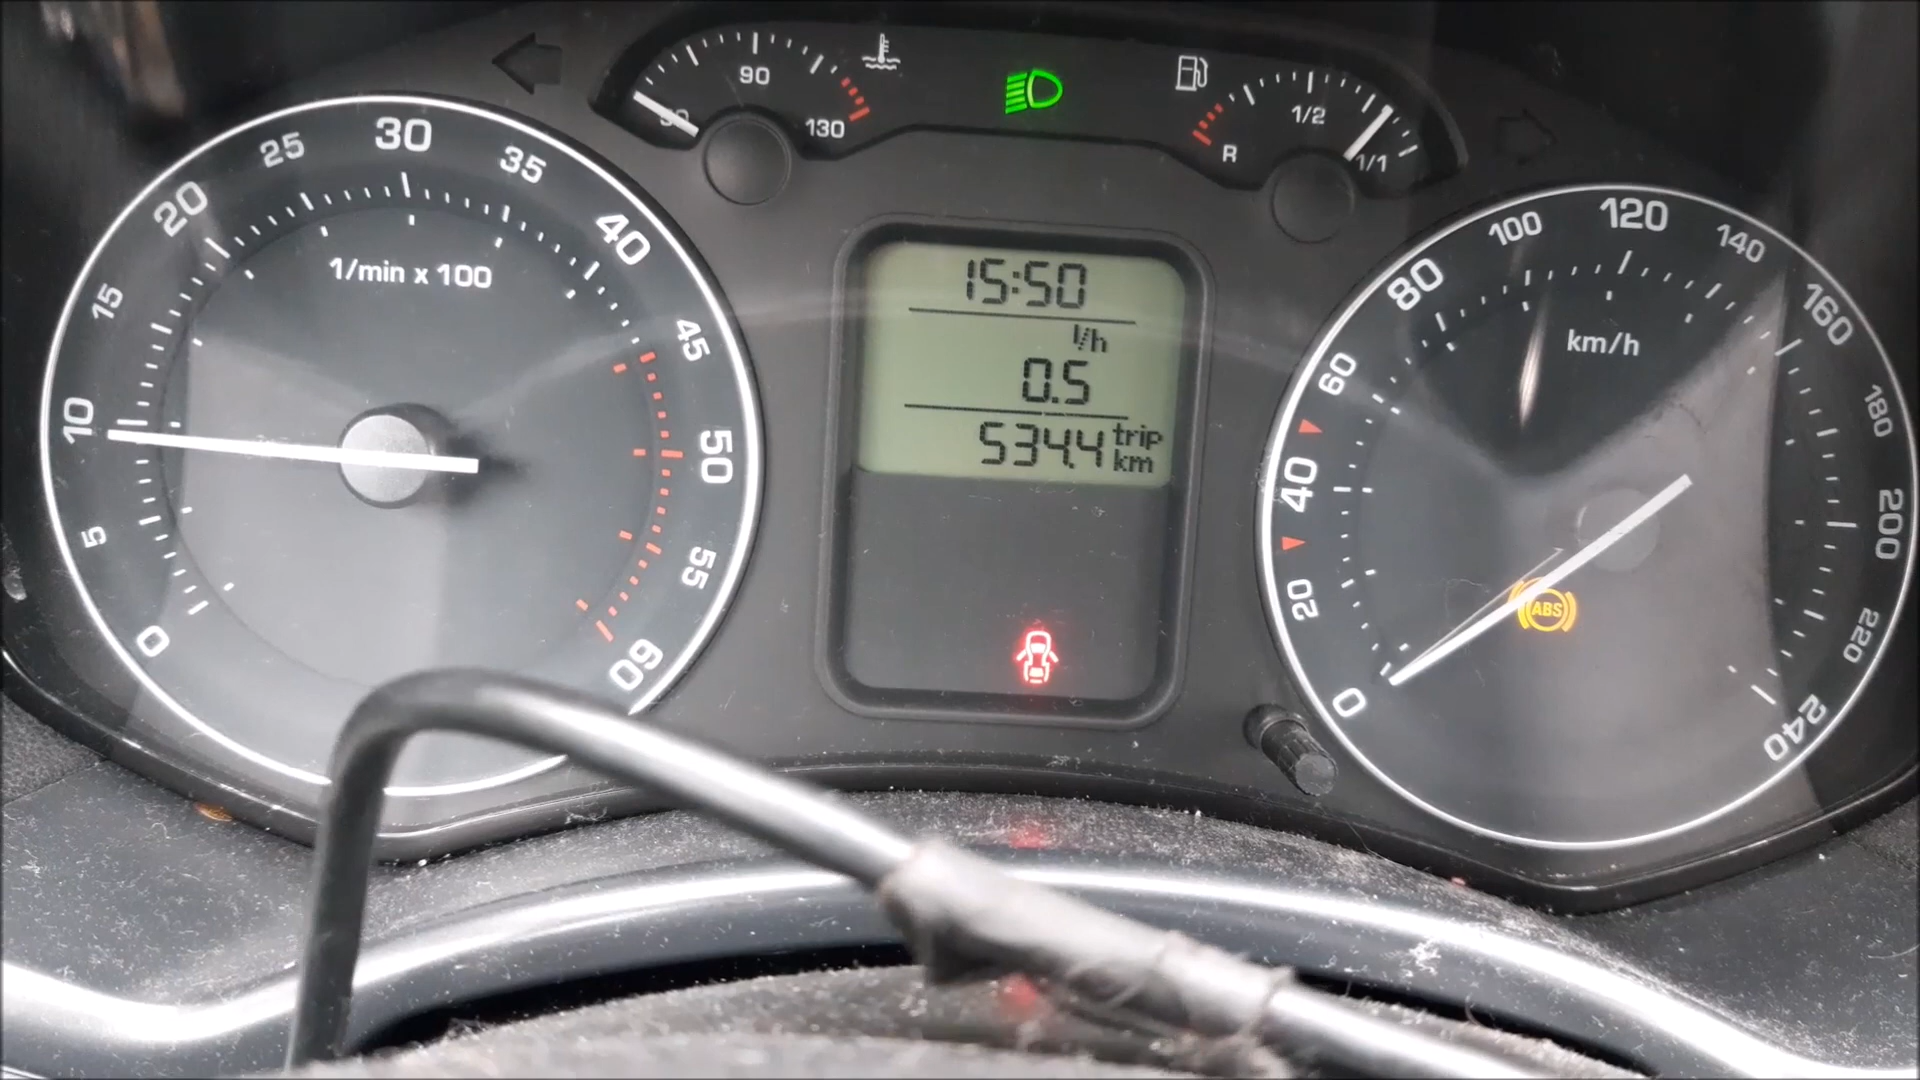 50 90 130
R 1/2 1/1
0 5 10 15 20 25 30 35 40 45 50 55 60
1/min x 100
15:50
l/h
0.5
534.4 trip km
0 20 40 60 80 100 120 140 160 180 200 220 240
km/h
ABS